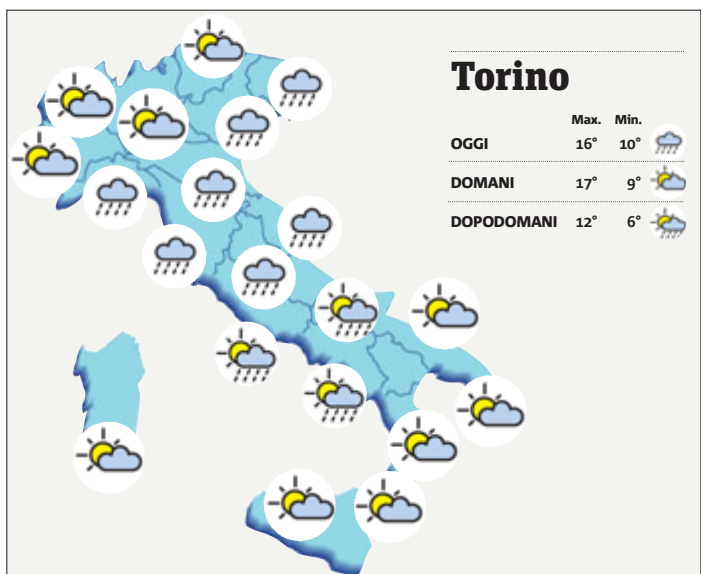 Torino
Max. Min.
OGGI 16° 10°
DOMANI 17° 9°
DOPODOMANI 12° 6°